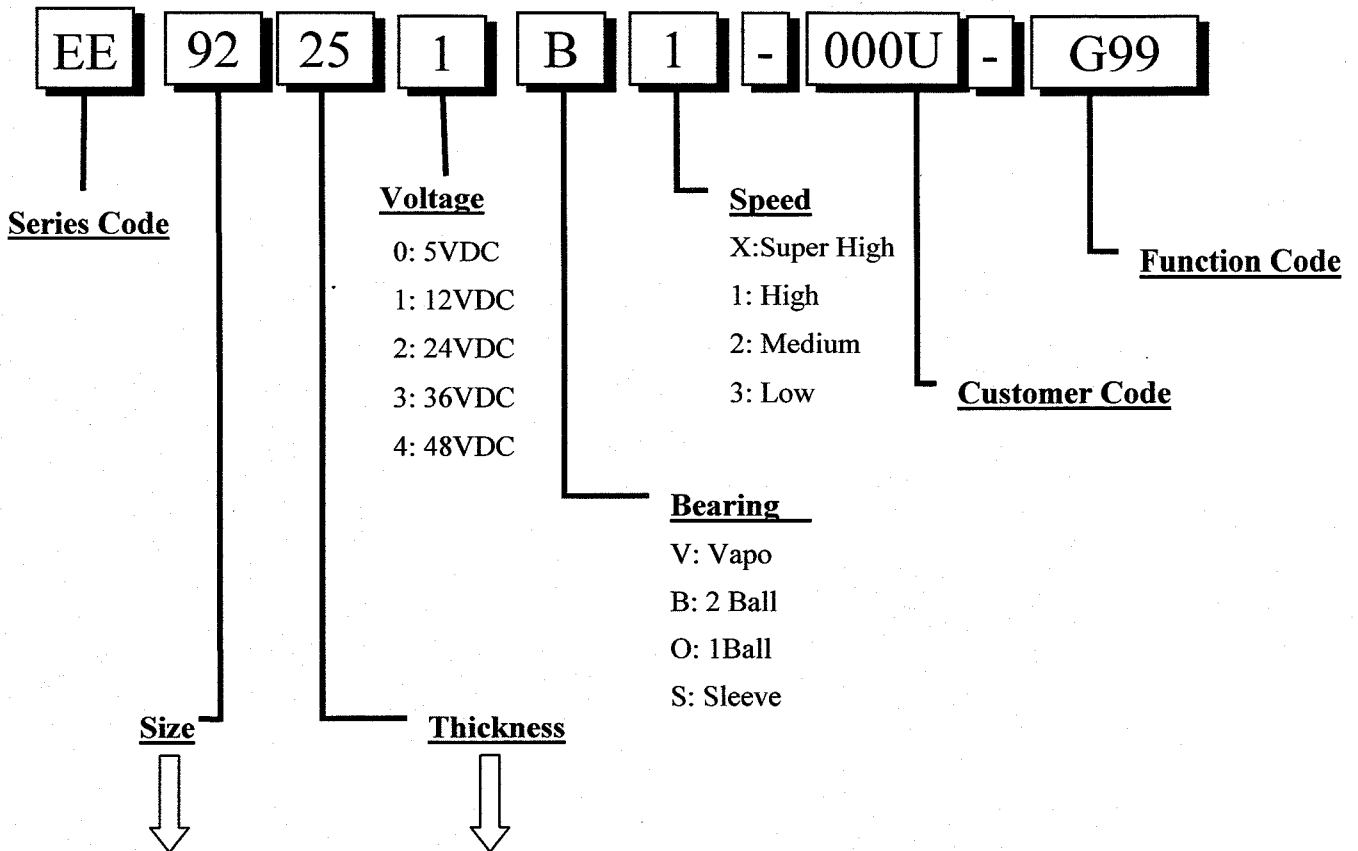 EE 92 25 1 B 1 - 000U - G99
Series Code
Voltage
0: 5VDC
1: 12VDC
2: 24VDC
3: 36VDC
4: 48VDC
Speed
X:Super High
1: High
2: Medium
3: Low
Function Code
Customer Code
Bearing
V: Vapo
B: 2 Ball
O: 1Ball
S: Sleeve
Size
Thickness